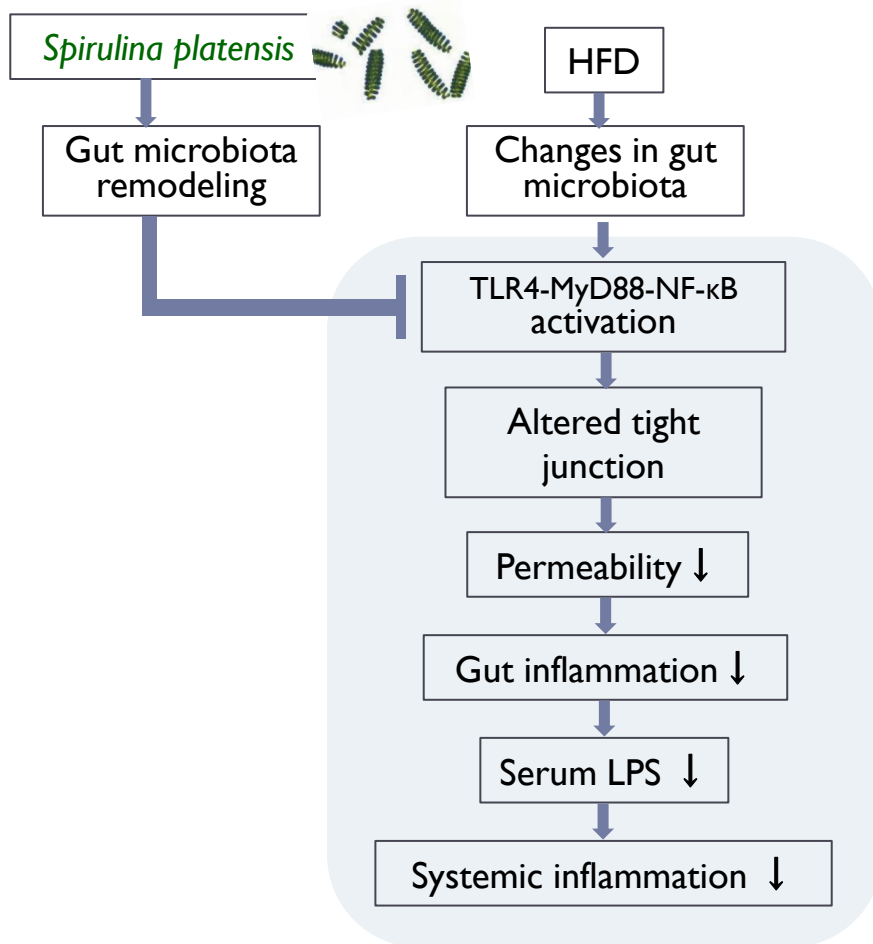 Spirulina platensis
HFD
Gut microbiota
remodeling
Changes in gut
microbiota
TLR4-MyD88-NF-κB
activation
Altered tight
junction
Permeability ↓
Gut inflammation ↓
Serum LPS ↓
Systemic inflammation ↓